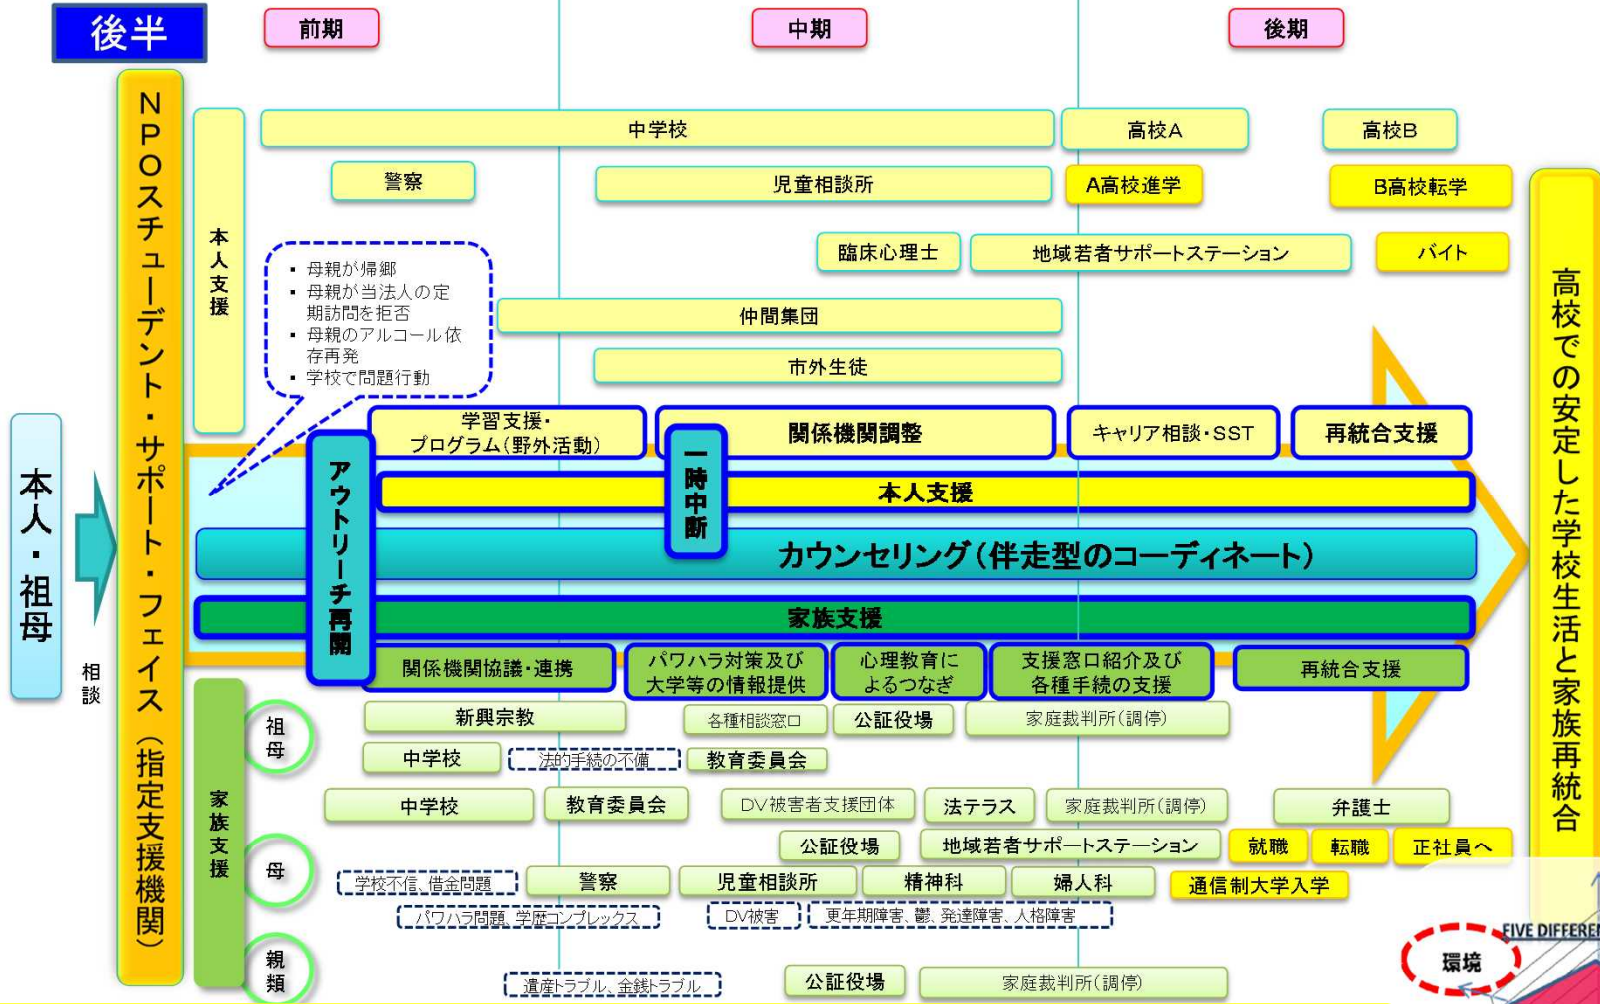 後半
前期
中期
後期
本人・祖母
相談
NPOスチューデント・サポート・フェイス（指定支援機関）
本人支援
中学校
高校A
高校B
警察
児童相談所
A高校進学
B高校転学
臨床心理士
地域若者サポートステーション
バイト
▪ 母親が帰郷
▪ 母親が当法人の定
期訪問を拒否
▪ 母親のアルコール依
存再発
▪ 学校で問題行動
仲間集団
市外生徒
アウトリーチ再開
学習支援・
プログラム(野外活動)
関係機関調整
キャリア相談・SST
再統合支援
一時中断
本人支援
カウンセリング(伴走型のコーディネート)
家族支援
関係機関協議・連携
パワハラ対策及び
大学等の情報提供
心理教育に
よるつなぎ
支援窓口紹介及び
各種手続の支援
再統合支援
家族支援
祖母
新興宗教
各種相談窓口
公証役場
家庭裁判所(調停)
中学校
法的手続の不備
教育委員会
母
中学校
教育委員会
DV被害者支援団体
法テラス
家庭裁判所(調停)
弁護士
公証役場
地域若者サポートステーション
就職
転職
正社員へ
学校不信、借金問題
警察
児童相談所
精神科
婦人科
通信制大学入学
パワハラ問題、学歴コンプレックス
DV被害
更年期障害、鬱、発達障害、人格障害
親類
遺産トラブル、金銭トラブル
公証役場
家庭裁判所(調停)
高校での安定した学校生活と家族再統合
FIVE DIFFEREN
環境